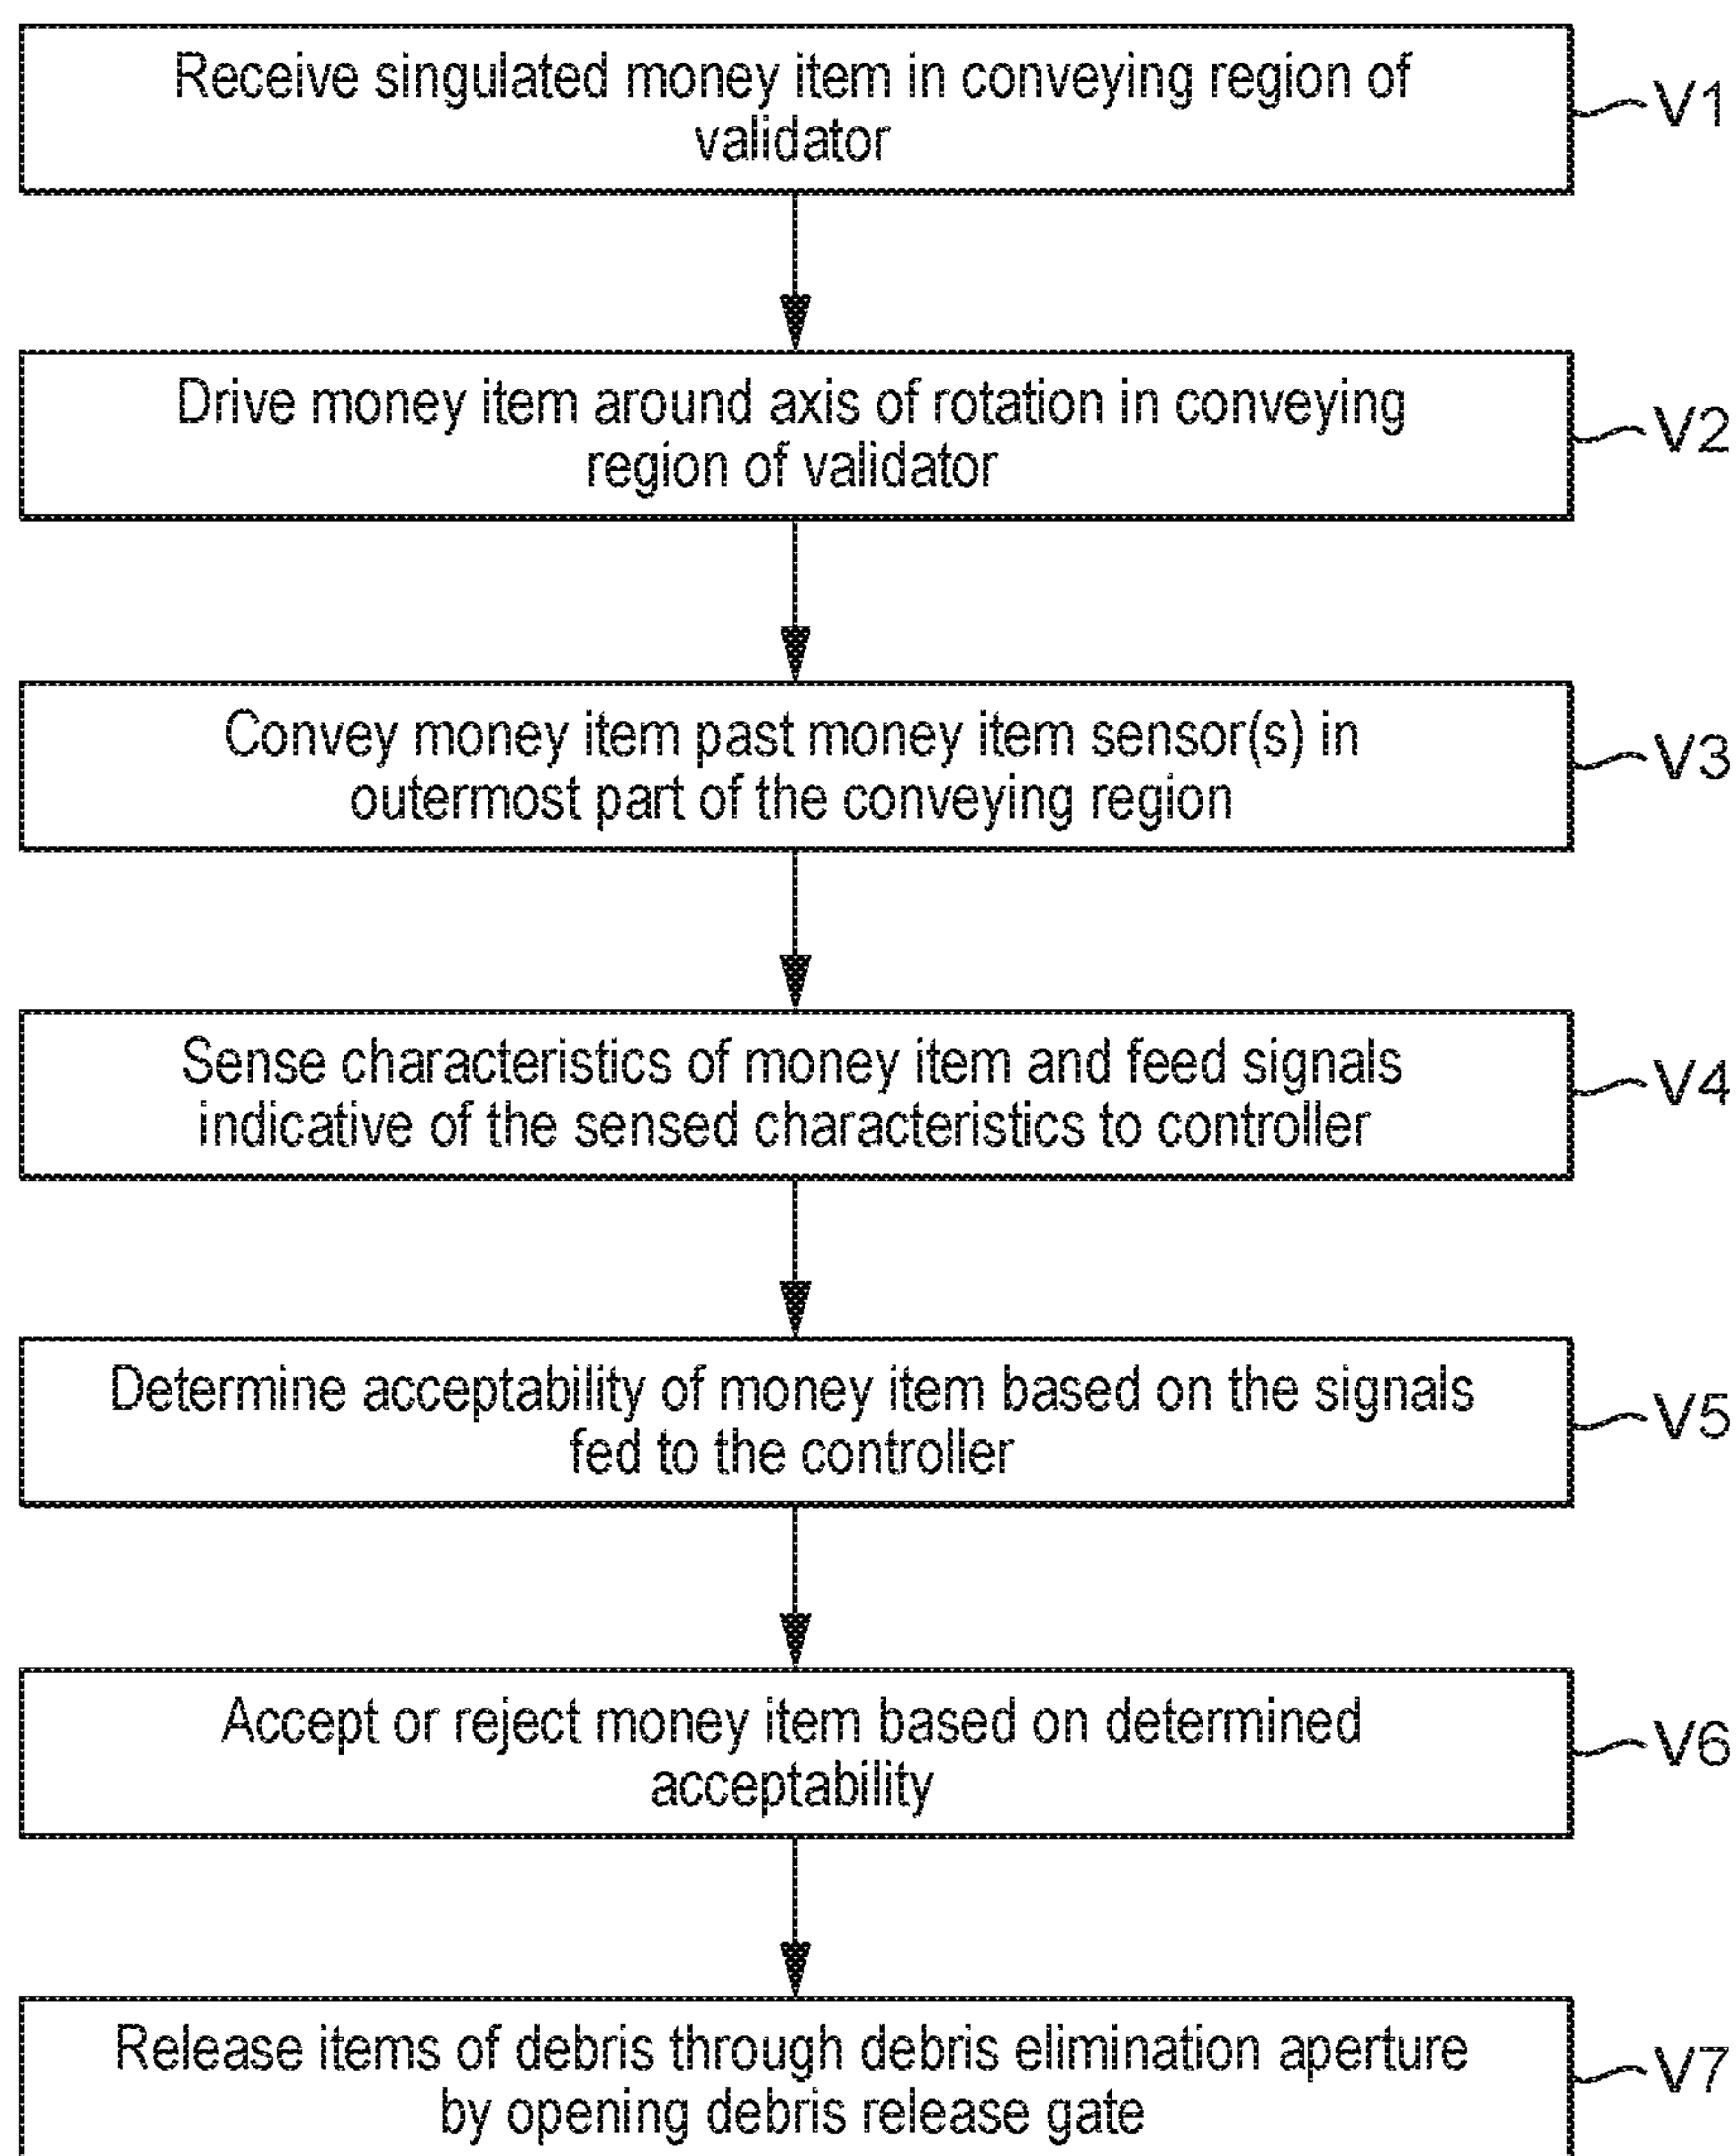 Receive singulated money item in conveying region of
validator
V1
Drive money item around axis of rotation in conveying
region of validator
V2
Convey money item past money item sensor(s) in
outermost part of the conveying region
V3
Sense characteristics of money item and feed signals
indicative of the sensed characteristics to controller
V4
Determine acceptability of money item based on the signals
fed to the controller
V5
Accept or reject money item based on determined
acceptability
V6
Release items of debris through debris elimination aperture
by opening debris release gate
V7